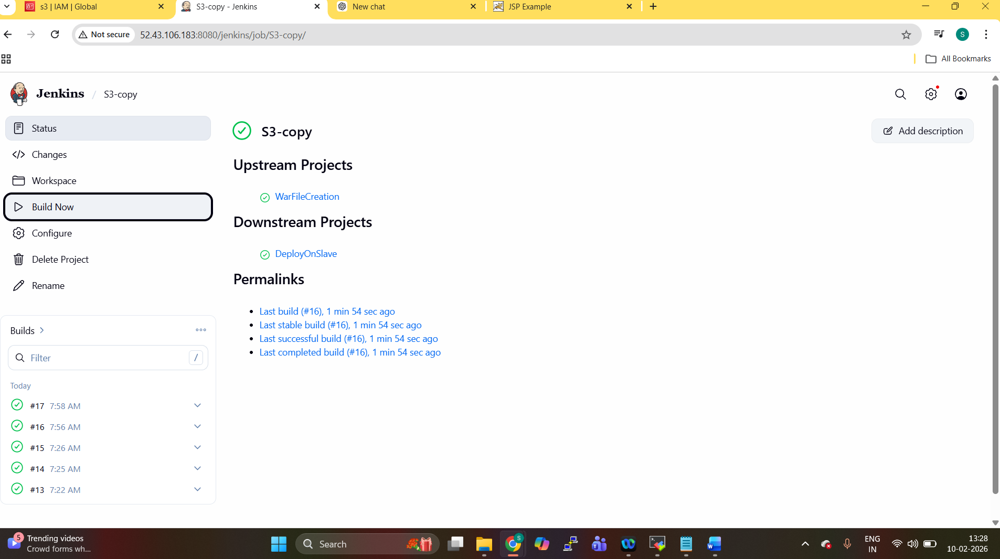 s3 | IAM | Global
S3-copy - Jenkins
New chat
JSP Example
Not secure
52.43.106.183:8080/jenkins/job/S3-copy/
S
All Bookmarks
Jenkins / S3-copy
Status
Changes
Workspace
Build Now
Configure
Delete Project
Rename
Builds
Filter
/
Today
#17 7:58 AM
#16 7:56 AM
#15 7:26 AM
#14 7:25 AM
#13 7:22 AM
S3-copy
Add description
Upstream Projects
WarFileCreation
Downstream Projects
DeployOnSlave
Permalinks
Last build (#16), 1 min 54 sec ago
Last stable build (#16), 1 min 54 sec ago
Last successful build (#16), 1 min 54 sec ago
Last completed build (#16), 1 min 54 sec ago
5
Trending videos
Crowd forms wh...
Search
S
T
W
ENG
IN
13:28
10-02-2026